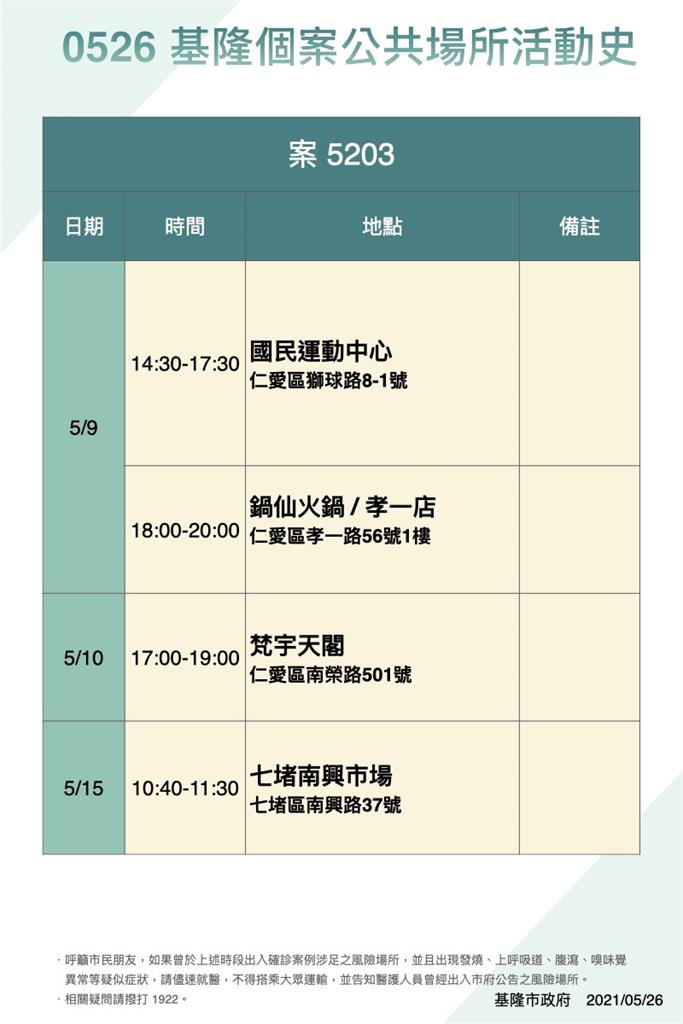 0526 基隆個案公共場所活動史
案 5203
日期 時間 地點 備註
5/9
14:30-17:30
國民運動中心
仁愛區獅球路8-1號
18:00-20:00
鍋仙火鍋 / 孝一店
仁愛區孝一路56號1樓
5/10
17:00-19:00
梵宇天閣
仁愛區南榮路501號
5/15
10:40-11:30
七堵南興市場
七堵區南興路37號
· 呼籲市民朋友，如果曾於上述時段出入確診案例涉足之風險場所，並且出現發燒、上呼吸道、腹瀉、嗅味覺
異常等疑似症狀，請儘速就醫，不得搭乘大眾運輸，並告知醫護人員曾經出入市府公告之風險場所。
· 相關疑問請撥打 1922。
基隆市政府 2021/05/26